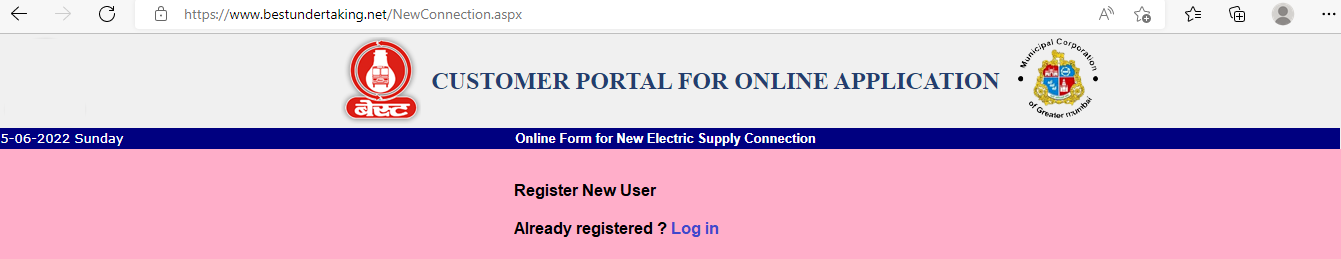 https://www.bestundertaking.net/NewConnection.aspx
बेस्ट
CUSTOMER PORTAL FOR ONLINE APPLICATION
Municipal Corporation
of Greater mumbai
5-06-2022 Sunday
Online Form for New Electric Supply Connection
Register New User
Already registered ? Log in